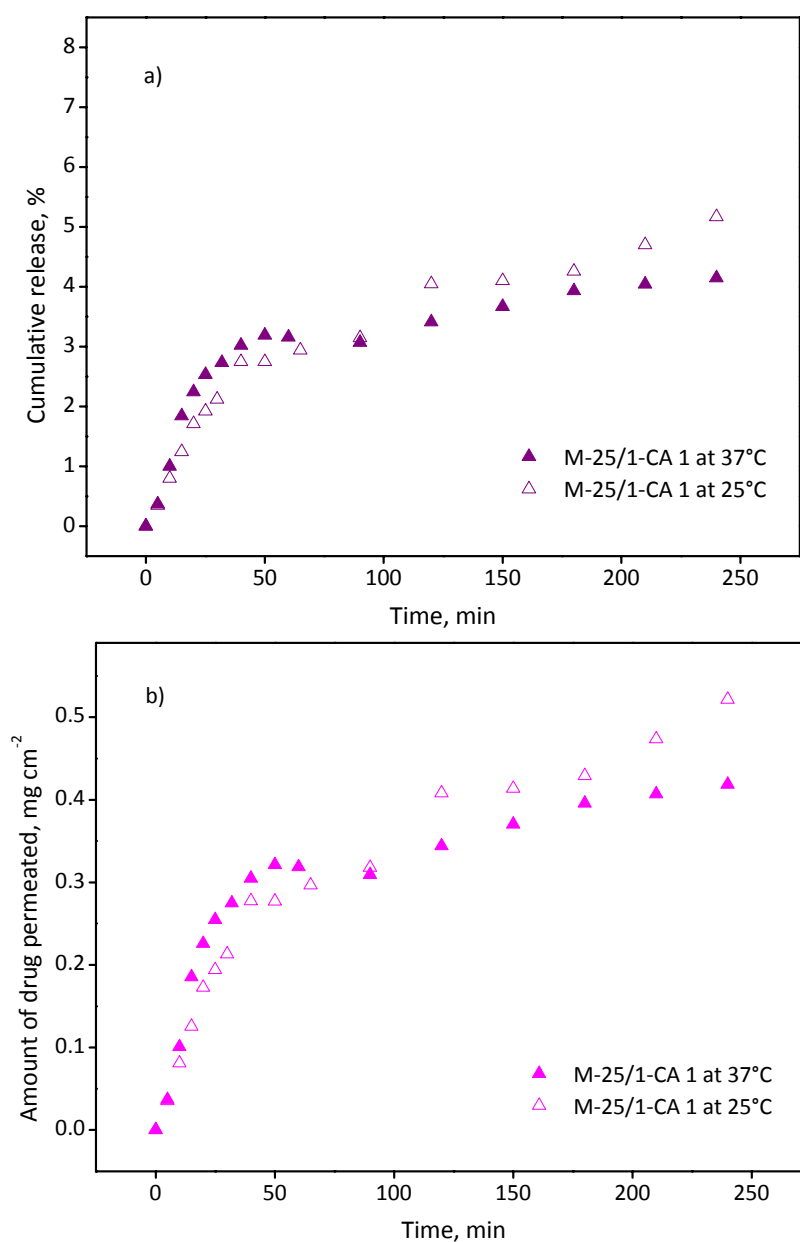 a)
8
7
6
5
4
3
2
1
0
Cumulative release, %
M-25/1-CA 1 at 37°C
M-25/1-CA 1 at 25°C
0 50 100 150 200 250
Time, min
b)
0.5
0.4
0.3
0.2
0.1
0.0
Amount of drug permeated, mg cm⁻²
M-25/1-CA 1 at 37°C
M-25/1-CA 1 at 25°C
0 50 100 150 200 250
Time, min